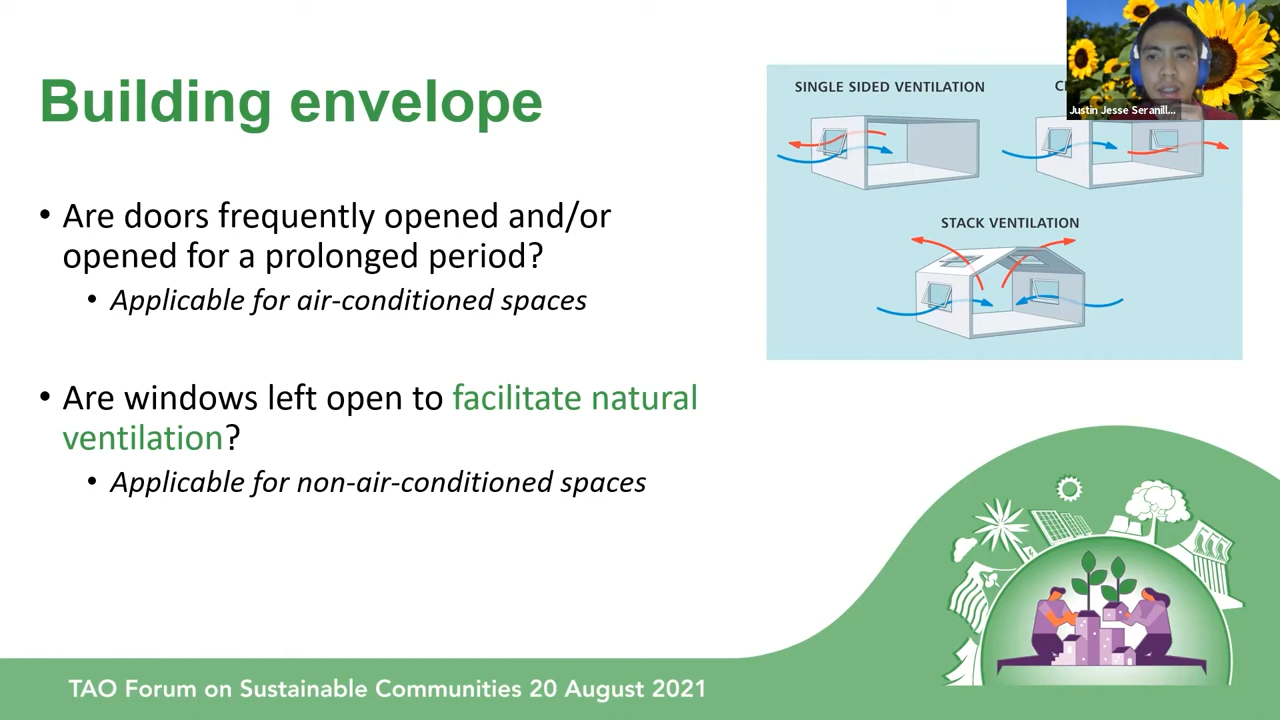 Building envelope
• Are doors frequently opened and/or
opened for a prolonged period?
• Applicable for air-conditioned spaces
• Are windows left open to facilitate natural
ventilation?
• Applicable for non-air-conditioned spaces
SINGLE SIDED VENTILATION
STACK VENTILATION
Justin Jesse Seranill...
TAO Forum on Sustainable Communities 20 August 2021